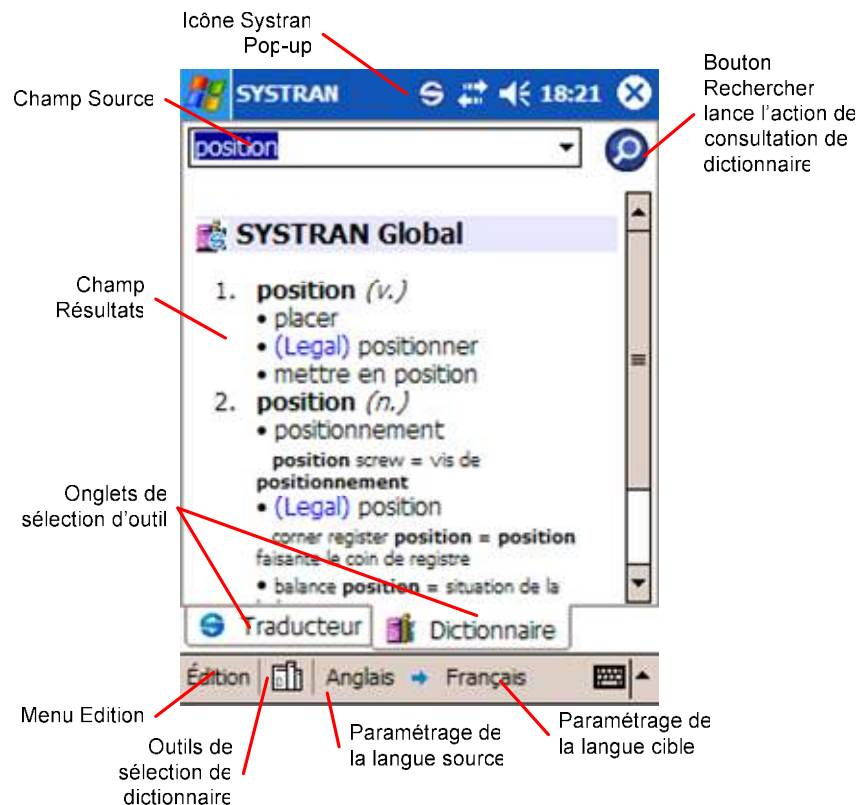 Icône Systran
Pop-up
Bouton
Rechercher
lance l'action de
consultation de
dictionnaire
Champ Source
SYSTRAN
18:21
position
SYSTRAN Global
Champ
Résultats
1. position (v.)
• placer
• (Legal) positionner
• mettre en position
2. position (n.)
• positionnement
position screw = vis de
positionnement
• (Legal) position
corner register position = position
faisante le coin de registre
• balance position = situation de la
Onglets de
sélection d'outil
Traducteur
Dictionnaire
Édition
Anglais
Français
Menu Edition
Outils de
sélection de
dictionnaire
Paramétrage de
la langue source
Paramétrage de
la langue cible